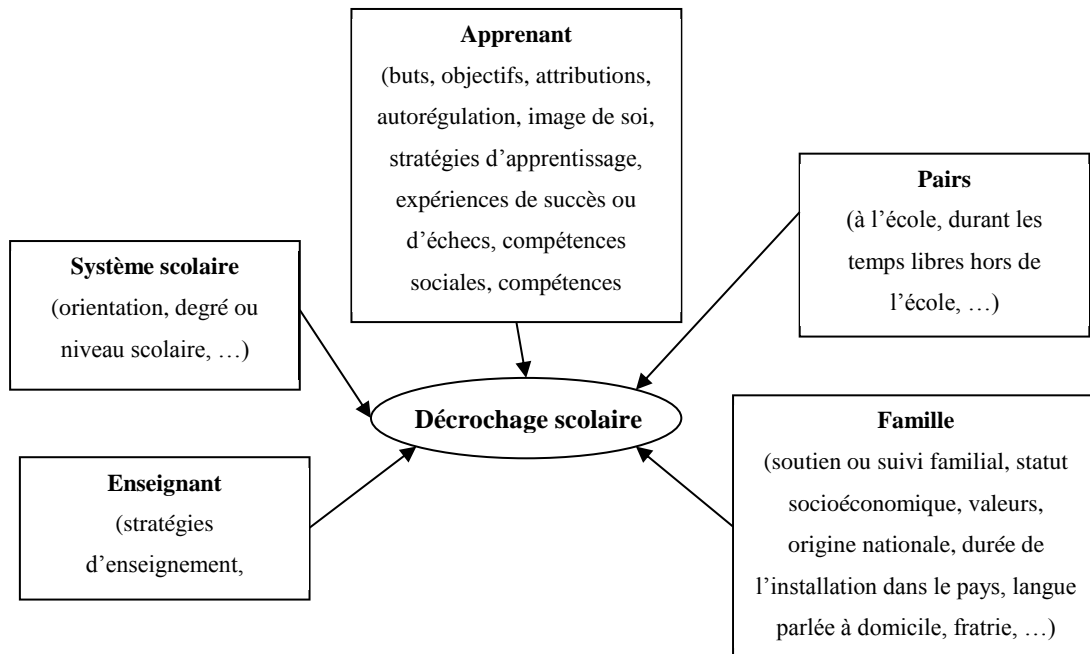 Apprenant
(buts, objectifs, attributions,
autorégulation, image de soi,
stratégies d’apprentissage,
expériences de succès ou
d’échecs, compétences
sociales, compétences
Pairs
(à l’école, durant les
temps libres hors de
l’école, …)
Système scolaire
(orientation, degré ou
niveau scolaire, …)
Décrochage scolaire
Enseignant
(stratégies
d’enseignement,
Famille
(soutien ou suivi familial, statut
socioéconomique, valeurs,
origine nationale, durée de
l’installation dans le pays, langue
parlée à domicile, fratrie, …)